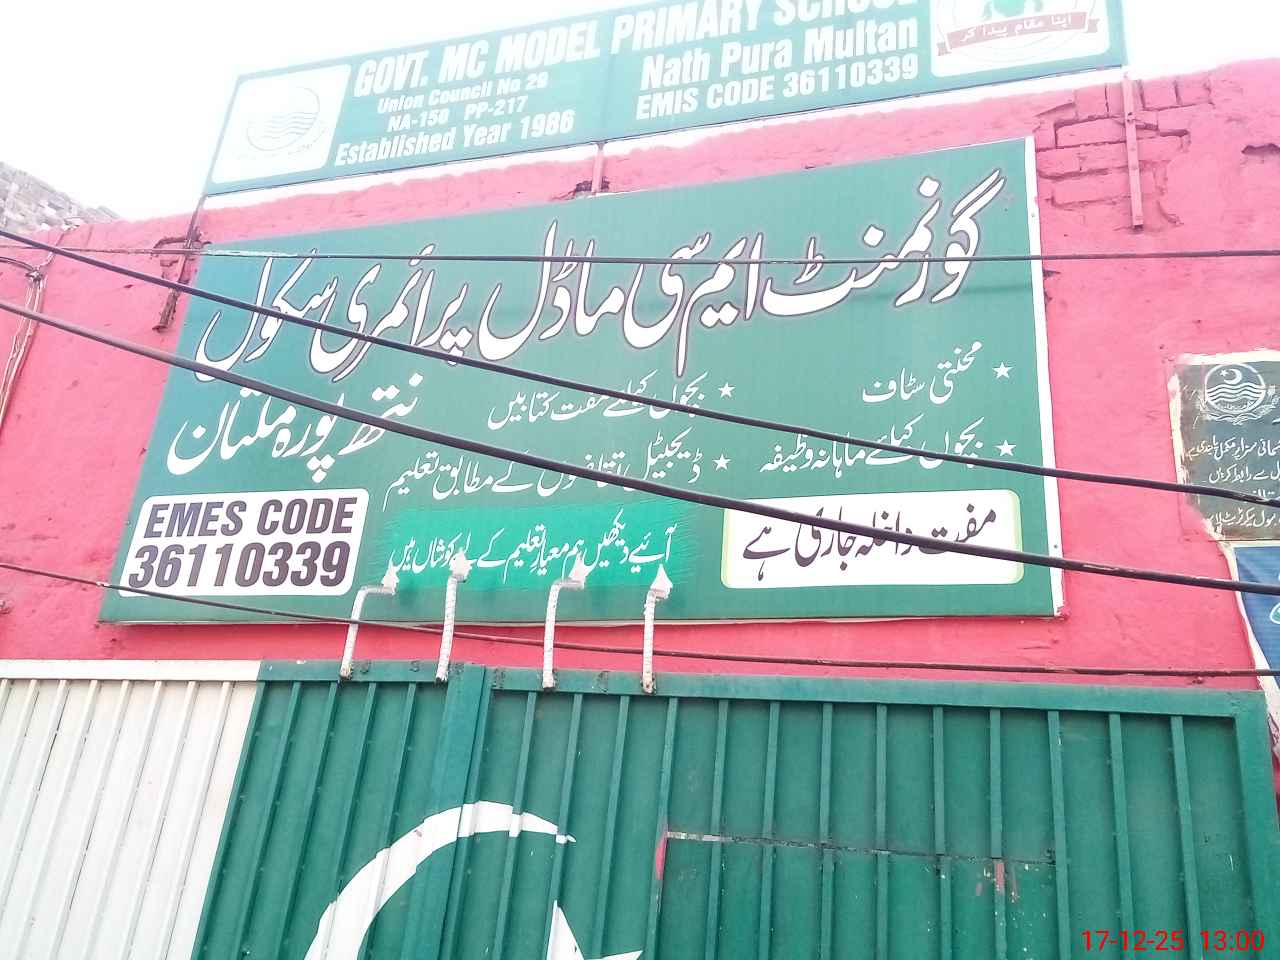 GOVT. MC MODEL PRIMARY SCHOOL
Union Council No 29
NA-150 PP-217
Established Year 1986
Nath Pura Multan
EMIS CODE 36110339
اپنا مقام پیدا کر
گورنمنٹ ایم سی ماڈل پرائمری سکول
نتھ پورہ ملتان
★ محنتی سٹاف
★ بچوں کیلئے مفت کتابیں
★ بچوں کیلئے ماہانہ وظیفہ
★ ڈیجیٹل تقاضوں کے مطابق تعلیم
EMES CODE
36110339
آئیے دیکھیں ہم معیار تعلیم کے لیے کوشاں ہیں
مفت داخلہ جاری ہے
17-12-25 13:00